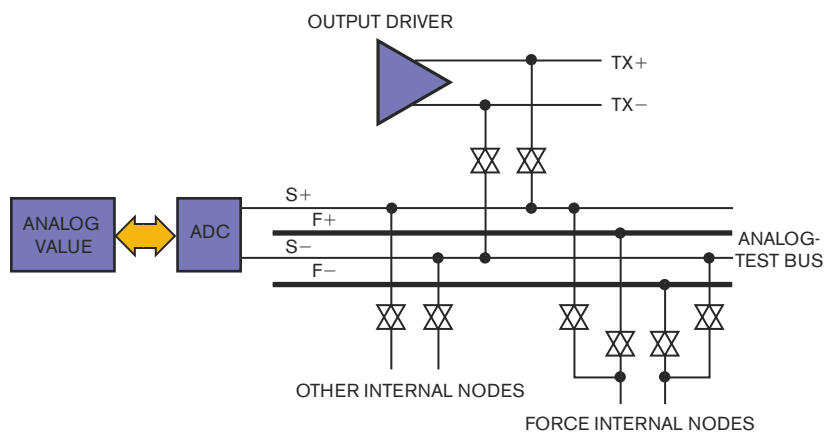 OUTPUT DRIVER
TX+
TX−
S+
F+
S−
F−
ANALOG
VALUE
ADC
ANALOG-
TEST BUS
OTHER INTERNAL NODES
FORCE INTERNAL NODES